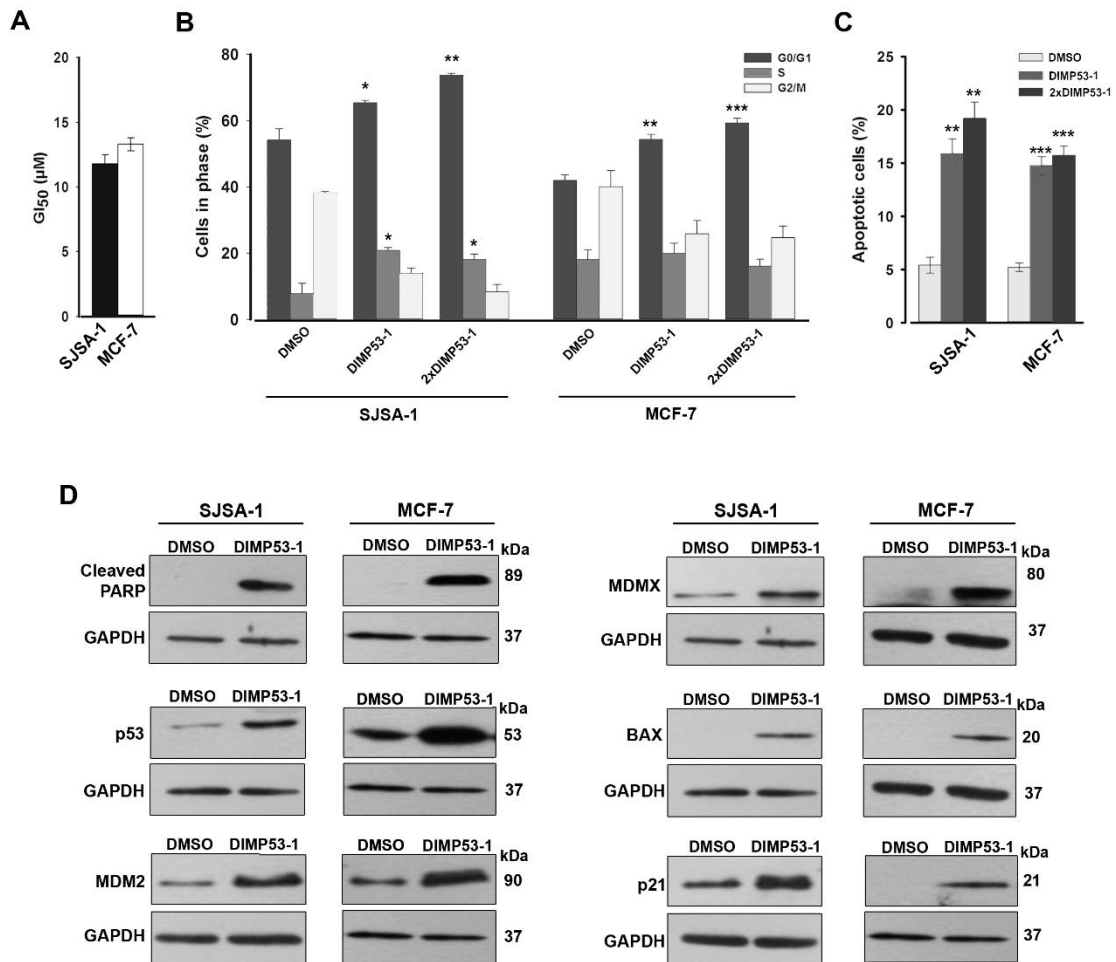 A
GI50 (µM)
20
15
10
5
0
SJSA-1
MCF-7
B
Cells in phase (%)
80
60
40
20
0
G0/G1
S
G2/M
*
**
*
*
**
***
DMSO
DIMP53-1
2xDIMP53-1
DMSO
DIMP53-1
2xDIMP53-1
SJSA-1
MCF-7
C
Apoptotic cells (%)
25
20
15
10
5
0
DMSO
DIMP53-1
2xDIMP53-1
**
**
***
***
SJSA-1
MCF-7
D
SJSA-1 MCF-7
DMSO DIMP53-1 DMSO DIMP53-1 kDa
Cleaved
PARP 89
GAPDH 37
DMSO DIMP53-1 DMSO DIMP53-1 kDa
p53 53
GAPDH 37
DMSO DIMP53-1 DMSO DIMP53-1 kDa
MDM2 90
GAPDH 37
SJSA-1 MCF-7
DMSO DIMP53-1 DMSO DIMP53-1 kDa
MDMX 80
GAPDH 37
DMSO DIMP53-1 DMSO DIMP53-1 kDa
BAX 20
GAPDH 37
DMSO DIMP53-1 DMSO DIMP53-1 kDa
p21 21
GAPDH 37